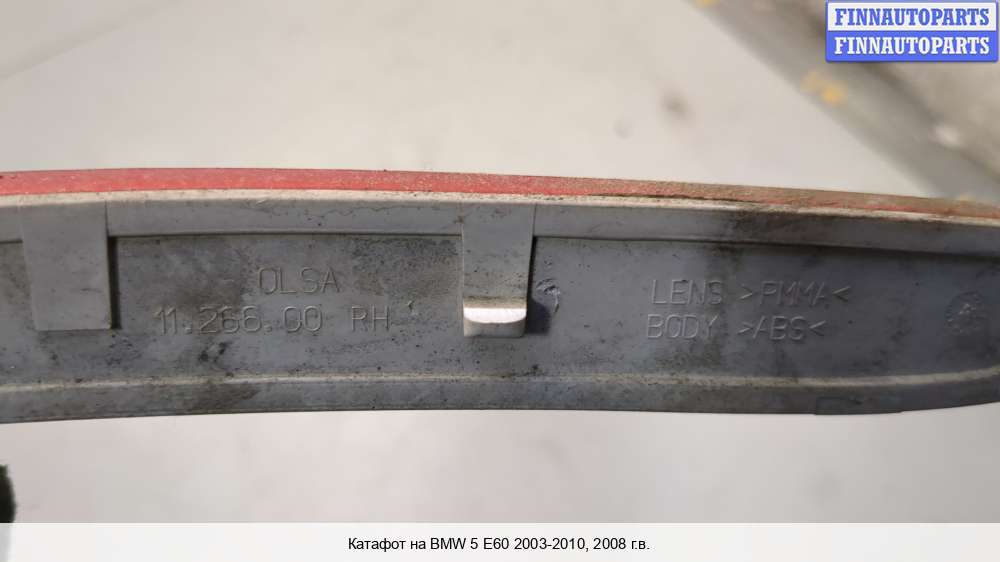 FINNAUTOPARTS
FINNAUTOPARTS
OLSA
11.266.00 RH
LENS >PMMA<
BODY >ABS<
Катафот на BMW 5 E60 2003-2010, 2008 г.в.